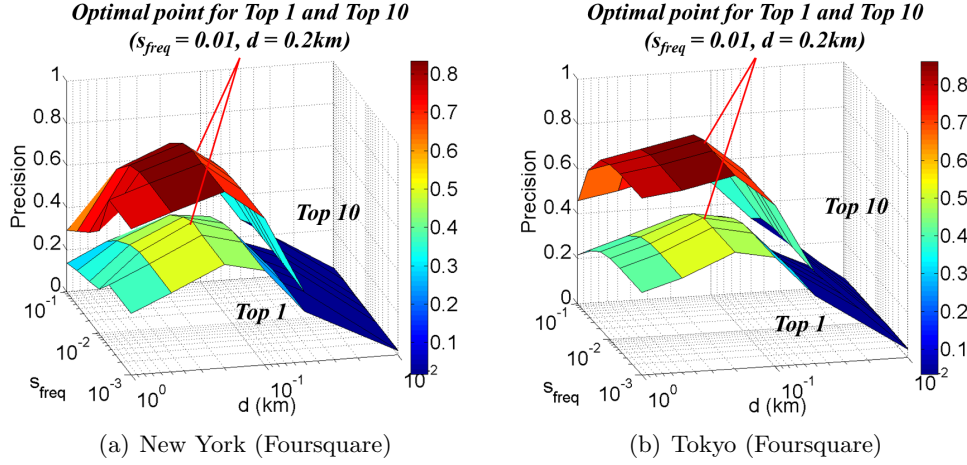 Optimal point for Top 1 and Top 10
(s_freq = 0.01, d = 0.2km)
1
0.8
0.6
0.4
0.2
0
Precision
10^-1
10^-2
10^-3
s_freq
10^0
10^-1
10
2
d (km)
Top 10
Top 1
0.8
0.7
0.6
0.5
0.4
0.3
0.2
0.1
(a) New York (Foursquare)
Optimal point for Top 1 and Top 10
(s_freq = 0.01, d = 0.2km)
1
0.8
0.6
0.4
0.2
0
Precision
10^-1
10^-2
10^-3
s_freq
10^0
10^-1
10
2
d (km)
Top 10
Top 1
0.8
0.7
0.6
0.5
0.4
0.3
0.2
0.1
(b) Tokyo (Foursquare)